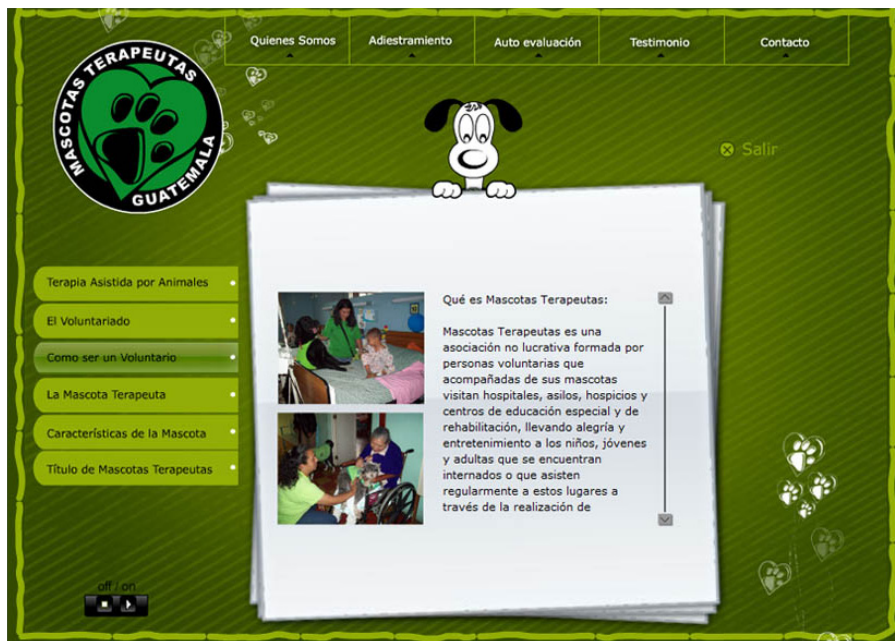 MASCOTAS TERAPEUTAS
GUATEMALA
Quienes Somos
Adiestramiento
Auto evaluación
Testimonio
Contacto
Salir
Terapia Asistida por Animales
El Voluntariado
Como ser un Voluntario
La Mascota Terapeuta
Características de la Mascota
Título de Mascotas Terapeutas
Qué es Mascotas Terapeutas:
Mascotas Terapeutas es una
asociación no lucrativa formada por
personas voluntarias que
acompañadas de sus mascotas
visitan hospitales, asilos, hospicios y
centros de educación especial y de
rehabilitación, llevando alegría y
entretenimiento a los niños, jóvenes
y adultas que se encuentran
internados o que asisten
regularmente a estos lugares a
través de la realización de
off / on